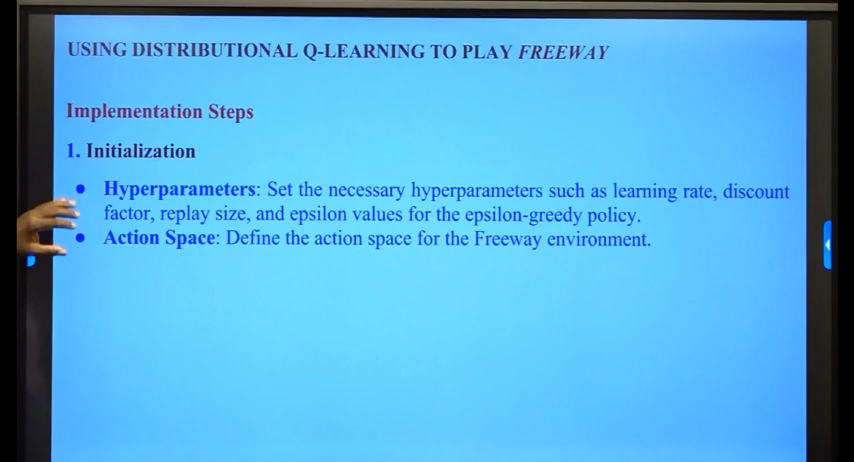 USING DISTRIBUTIONAL Q-LEARNING TO PLAY FREEWAY
Implementation Steps
1. Initialization
● Hyperparameters: Set the necessary hyperparameters such as learning rate, discount
factor, replay size, and epsilon values for the epsilon-greedy policy.
● Action Space: Define the action space for the Freeway environment.